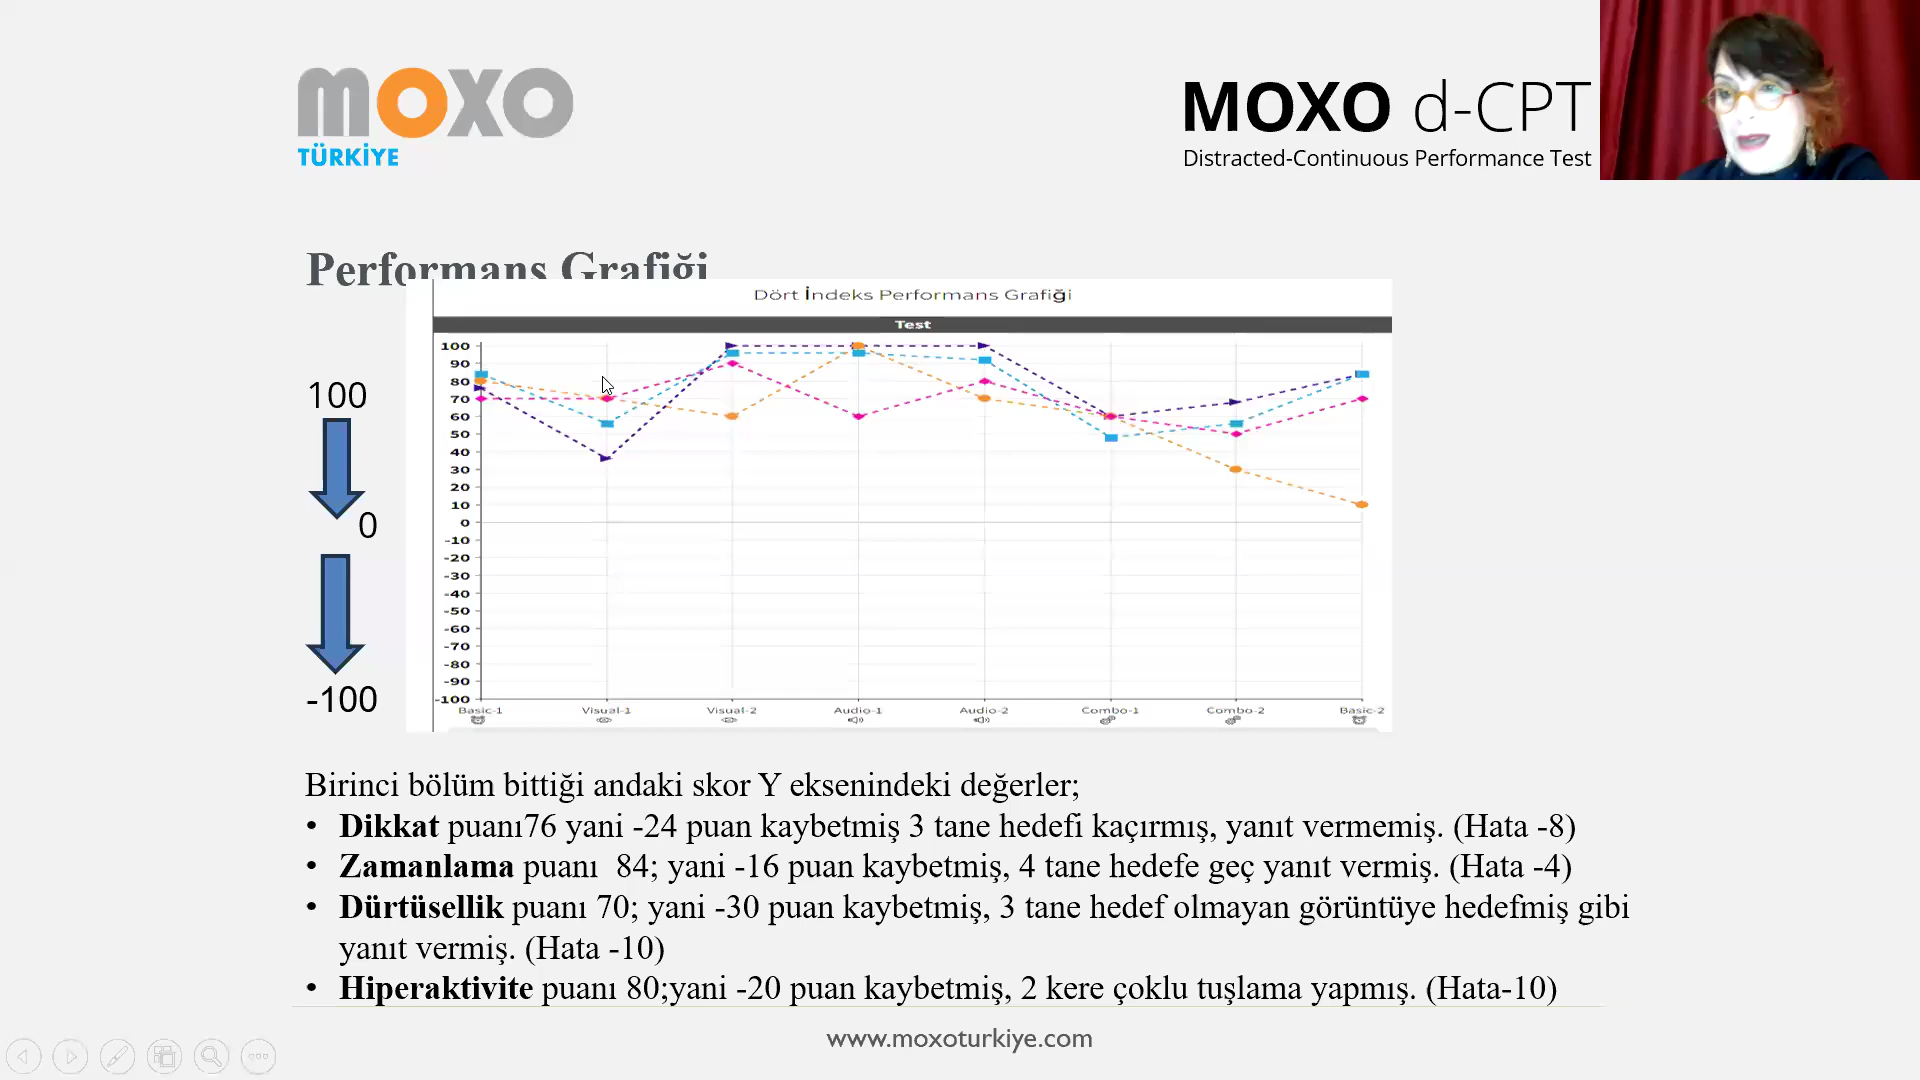 moxo
TÜRKİYE
MOXO d-CPT
Distracted-Continuous Performance Test
Performans Grafiği
Dört İndeks Performans Grafiği
Test
100
90
80
70
60
50
40
30
20
10
0
-10
-20
-30
-40
-50
-60
-70
-80
-90
-100
Basic-1 Visual-1 Visual-2 Audio-1 Audio-2 Combo-1 Combo-2 Basic-2
100
0
-100
Birinci bölüm bittiği andaki skor Y eksenindeki değerler;
• Dikkat puanı76 yani -24 puan kaybetmiş 3 tane hedefi kaçırmış, yanıt vermemiş. (Hata -8)
• Zamanlama puanı 84; yani -16 puan kaybetmiş, 4 tane hedefe geç yanıt vermiş. (Hata -4)
• Dürtüsellik puanı 70; yani -30 puan kaybetmiş, 3 tane hedef olmayan görüntüye hedefmiş gibi
yanıt vermiş. (Hata -10)
• Hiperaktivite puanı 80;yani -20 puan kaybetmiş, 2 kere çoklu tuşlama yapmış. (Hata-10)
www.moxoturkiye.com